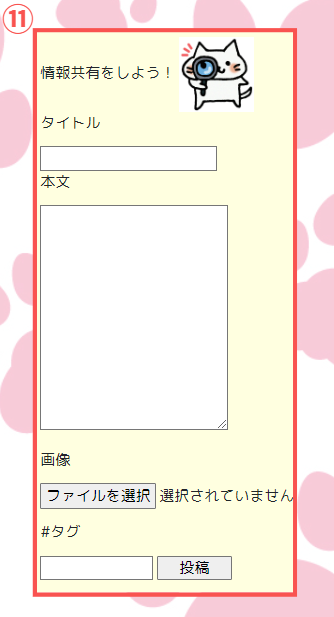 ⑪
情報共有をしよう！
タイトル
本文
画像
ファイルを選択 選択されていません
#タグ
投稿